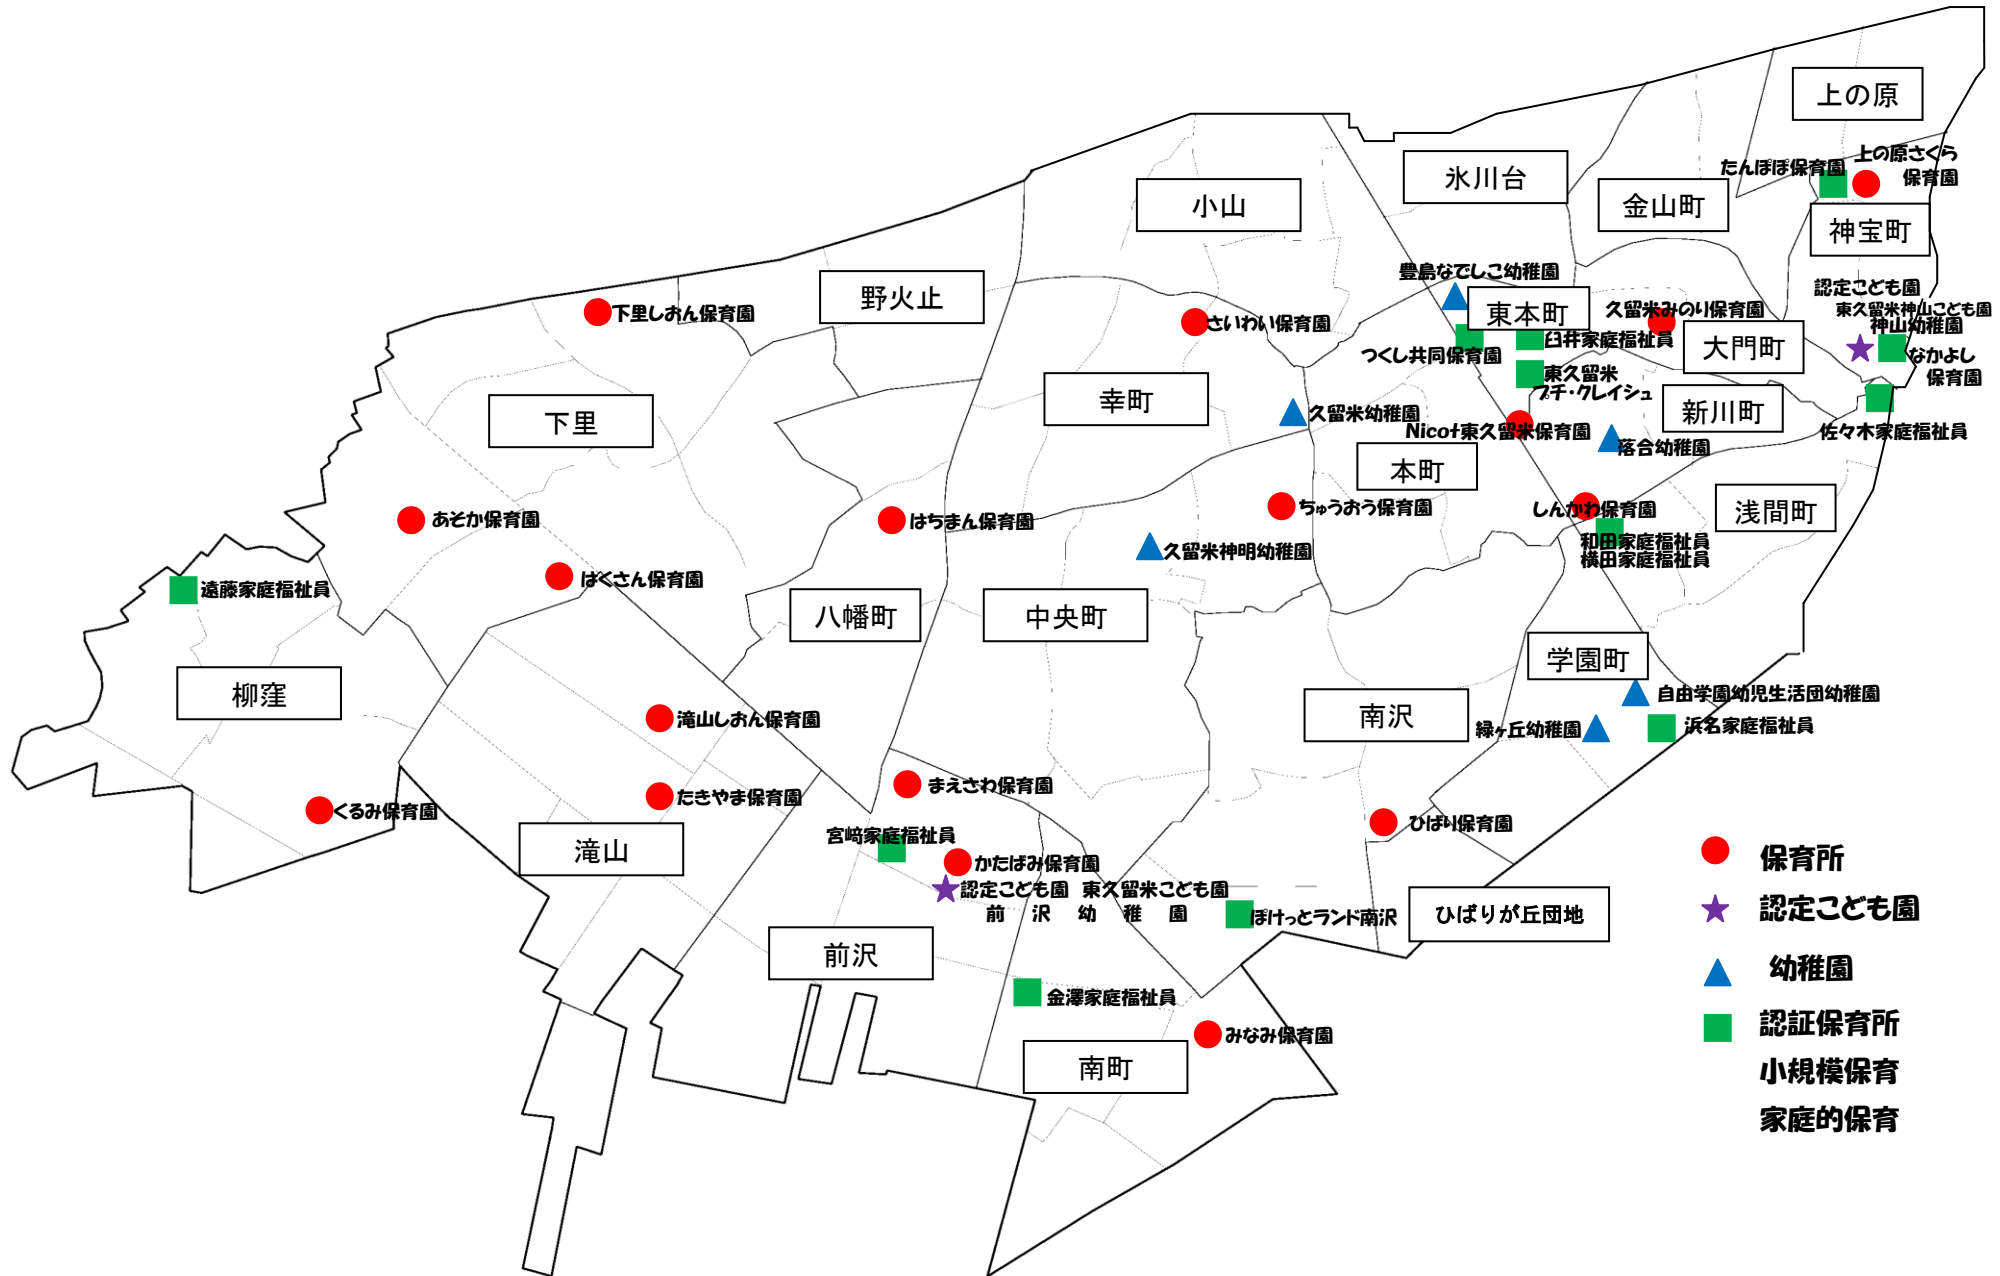 上の原
たんぽぽ保育園
上の原さくら
保育園
氷川台
金山町
小山
神宝町
豊島なでしこ幼稚園
認定こども園
東久留米神山こども園
神山幼稚園
野火止
東本町
久留米みのり保育園
下里しおん保育園
さいわい保育園
臼井家庭福祉員
大門町
つくし共同保育園
なかよし
保育園
東久留米
プチ・クレイシュ
幸町
久留米幼稚園
新川町
下里
Nicot東久留米保育園
落合幼稚園
佐々木家庭福祉員
本町
あそか保育園
はちまん保育園
ちゅうおう保育園
しんかわ保育園
浅間町
和田家庭福祉員
横田家庭福祉員
久留米神明幼稚園
はくさん保育園
遠藤家庭福祉員
八幡町
中央町
学園町
柳窪
自由学園幼児生活団幼稚園
南沢
滝山しおん保育園
緑ヶ丘幼稚園
浜名家庭福祉員
まえさわ保育園
たきやま保育園
くるみ保育園
ひばり保育園
宮﨑家庭福祉員
滝山
かたばみ保育園
認定こども園 東久留米こども園
前沢幼稚園
ぽけっとランド南沢
ひばりが丘団地
前沢
金澤家庭福祉員
みなみ保育園
南町
保育所
認定こども園
幼稚園
認証保育所
小規模保育
家庭的保育